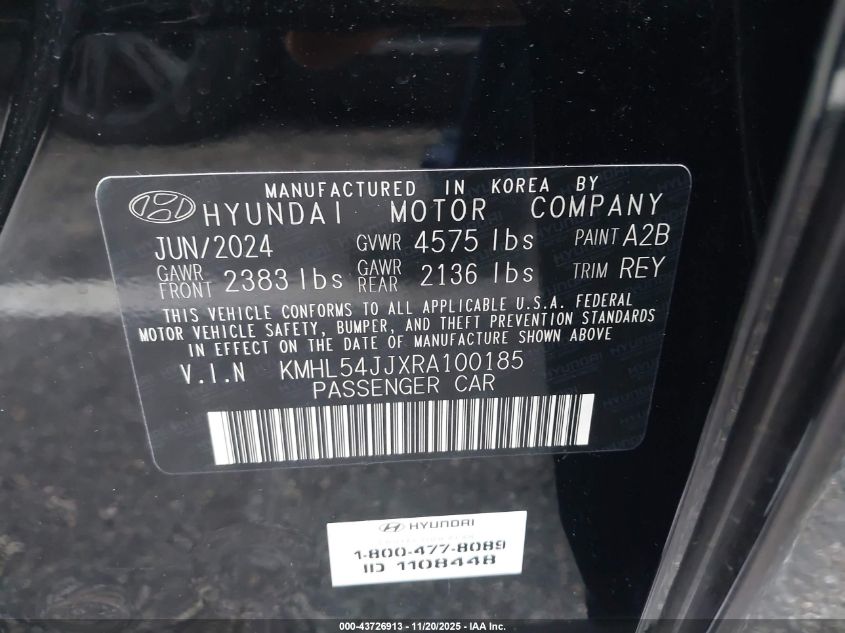 MANUFACTURED IN KOREA BY
HYUNDAI MOTOR COMPANY
JUN/2024 GVWR 4575 lbs PAINT A2B
GAWR FRONT 2383 lbs GAWR REAR 2136 lbs TRIM REY
THIS VEHICLE CONFORMS TO ALL APPLICABLE U.S.A. FEDERAL
MOTOR VEHICLE SAFETY, BUMPER, AND THEFT PREVENTION STANDARDS
IN EFFECT ON THE DATE OF MANUFACTURE SHOWN ABOVE
V.I.N KMHL54JJXRA100185
PASSENGER CAR
HYUNDAI
1-800-477-8089
ID 1108448
000-43726913 - 11/20/2025 - IAA Inc.